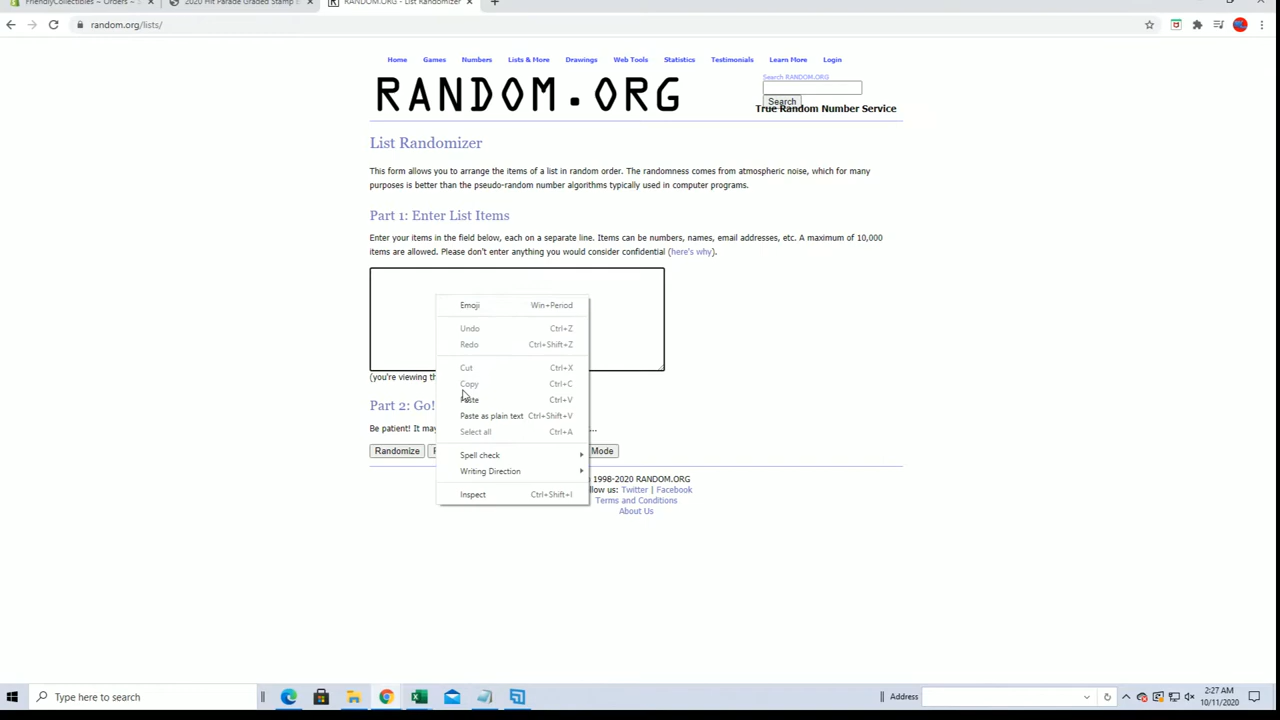 FriendlyCollectibles – Orders –
2020 Hit Parade Graded Stamp
RANDOM.ORG - List Randomizer
random.org/lists/
Home Games Numbers Lists & More Drawings Web Tools Statistics Testimonials Learn More Login
RANDOM.ORG
Search RANDOM.ORG
Search
True Random Number Service
List Randomizer
This form allows you to arrange the items of a list in random order. The randomness comes from atmospheric noise, which for many
purposes is better than the pseudo-random number algorithms typically used in computer programs.
Part 1: Enter List Items
Enter your items in the field below, each on a separate line. Items can be numbers, names, email addresses, etc. A maximum of 10,000
items are allowed. Please don't enter anything you would consider confidential (here's why).
Emoji Win+Period
Undo Ctrl+Z
Redo Ctrl+Shift+Z
Cut Ctrl+X
Copy Ctrl+C
Paste Ctrl+V
Paste as plain text Ctrl+Shift+V
Select all Ctrl+A
Spell check
Writing Direction
Inspect Ctrl+Shift+I
(you're viewing
Part 2: Go!
Be patient! It may ...
Randomize Mode
1998-2020 RANDOM.ORG
us: Twitter | Facebook
Terms and Conditions
About Us
Type here to search
Address
2:27 AM
10/11/2020